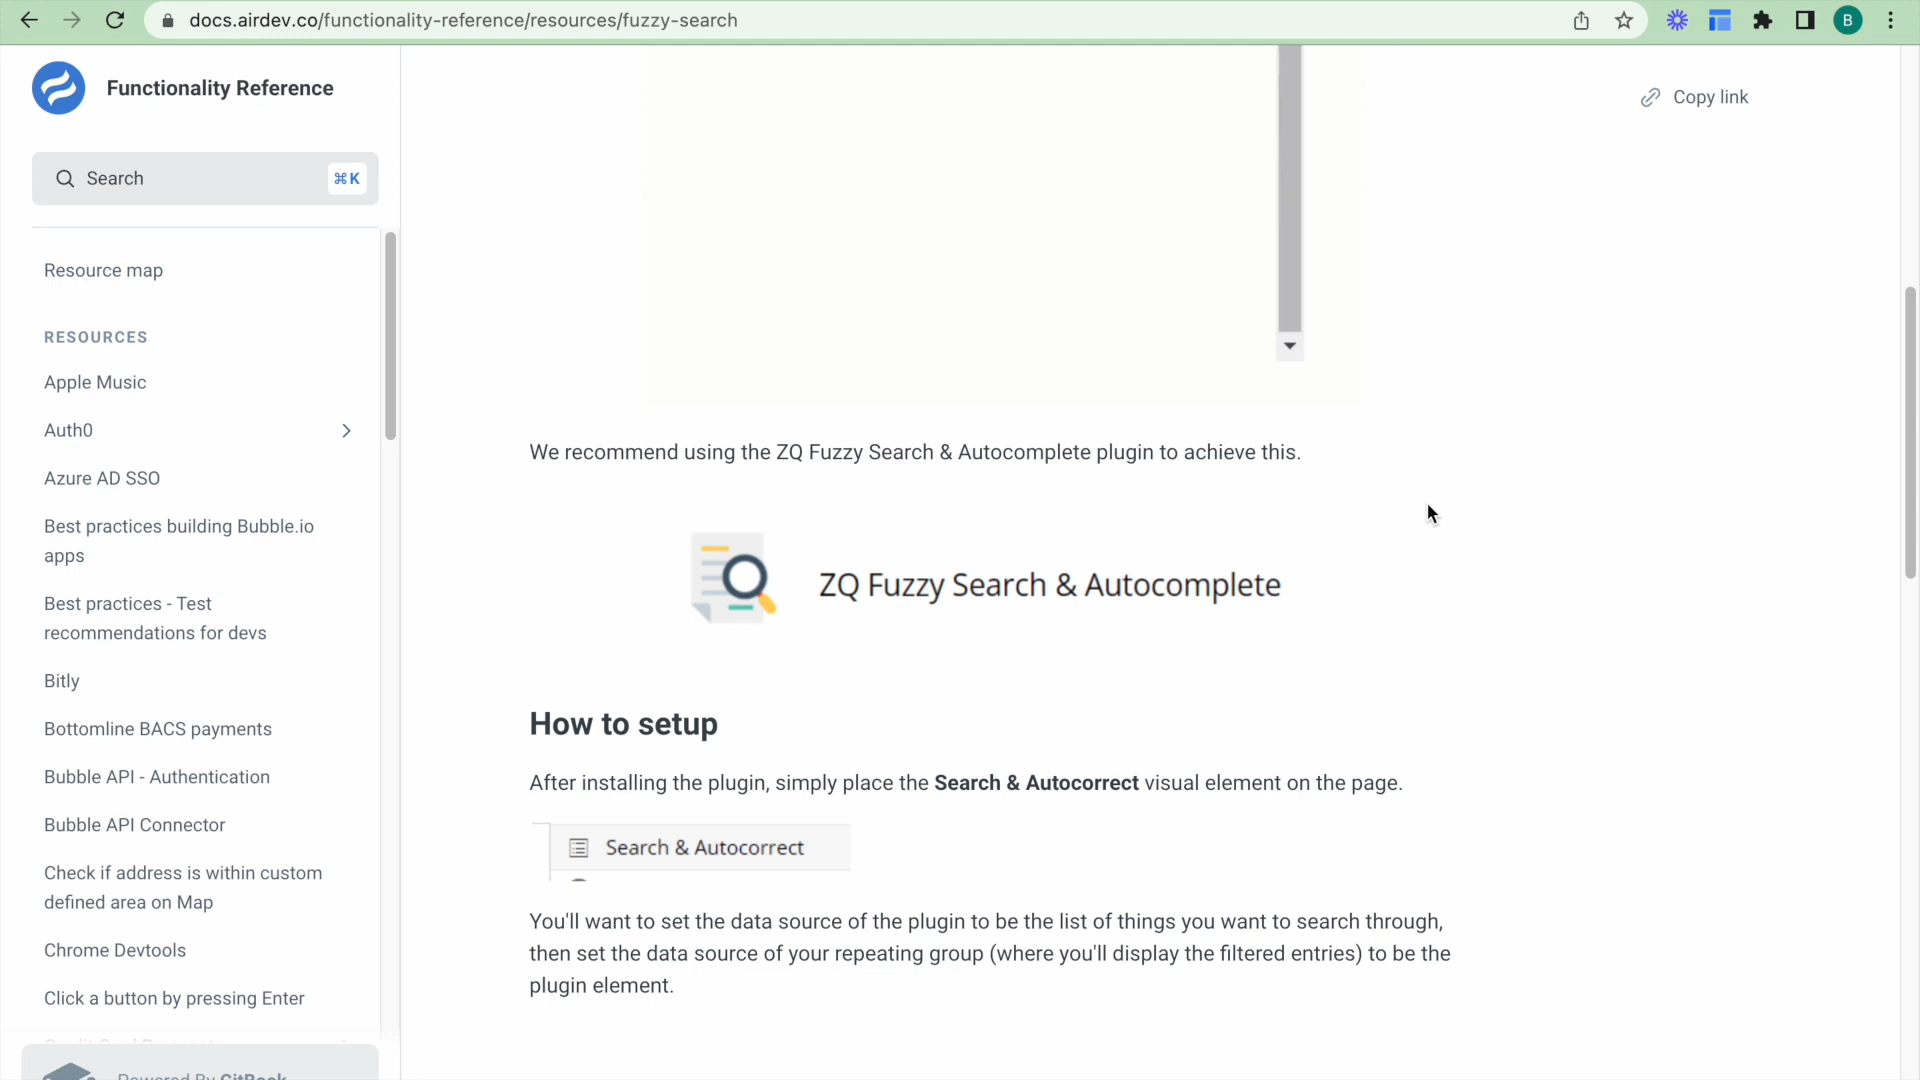 docs.airdev.co/functionality-reference/resources/fuzzy-search
B
Functionality Reference
Copy link
Search
⌘K
Resource map
RESOURCES
Apple Music
Auth0
Azure AD SSO
Best practices building Bubble.io
apps
Best practices - Test
recommendations for devs
Bitly
Bottomline BACS payments
Bubble API - Authentication
Bubble API Connector
Check if address is within custom
defined area on Map
Chrome Devtools
Click a button by pressing Enter
Powered By GitBook
We recommend using the ZQ Fuzzy Search & Autocomplete plugin to achieve this.
ZQ Fuzzy Search & Autocomplete
How to setup
After installing the plugin, simply place the Search & Autocorrect visual element on the page.
Search & Autocorrect
You'll want to set the data source of the plugin to be the list of things you want to search through,
then set the data source of your repeating group (where you'll display the filtered entries) to be the
plugin element.